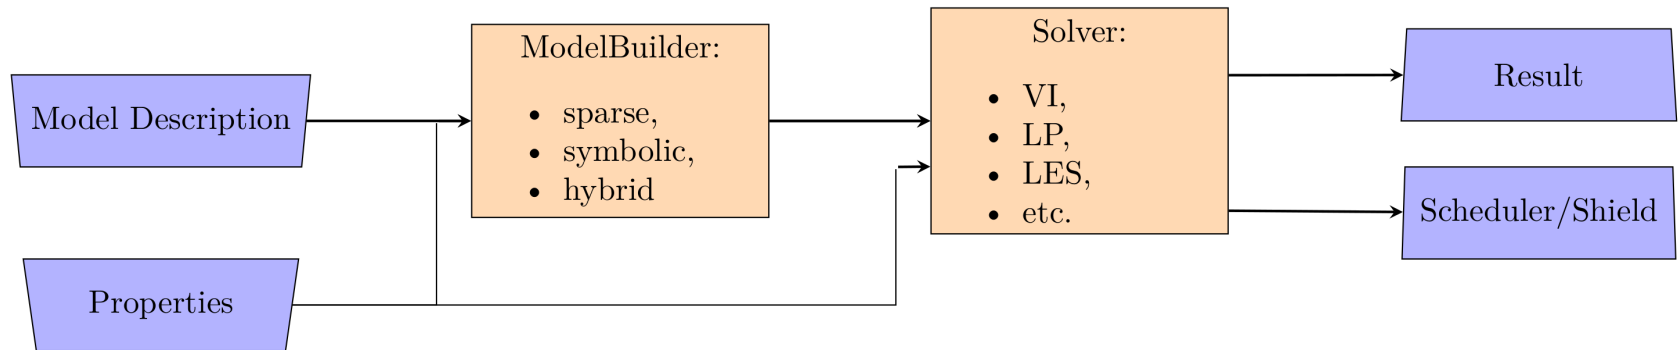 Model Description
Properties
ModelBuilder:
• sparse,
• symbolic,
• hybrid
Solver:
• VI,
• LP,
• LES,
• etc.
Result
Scheduler/Shield